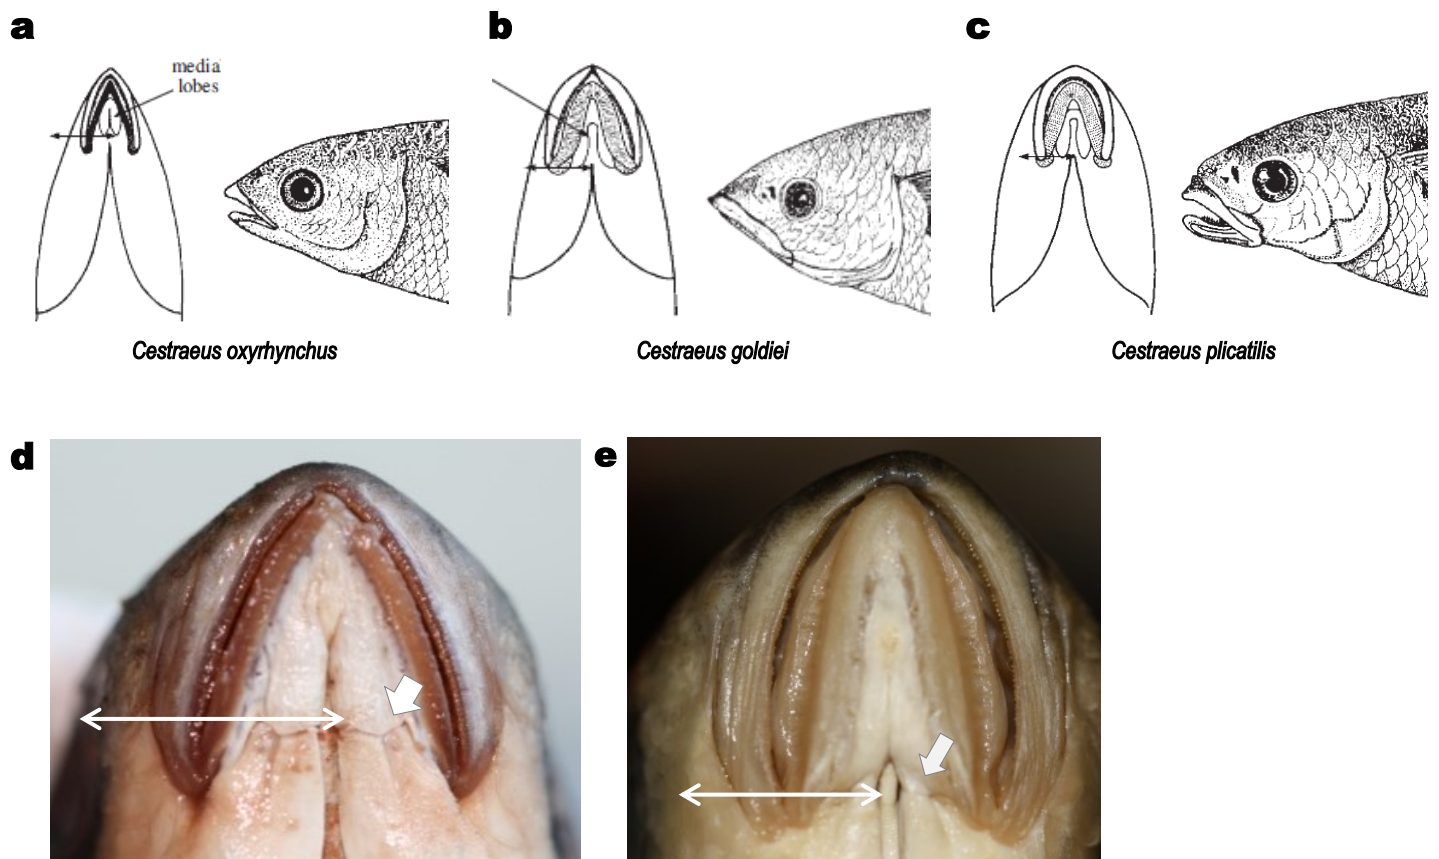 a
b
c
media
lobes
Cestraeus oxyrhynchus
Cestraeus goldiei
Cestraeus plicatilis
d
e